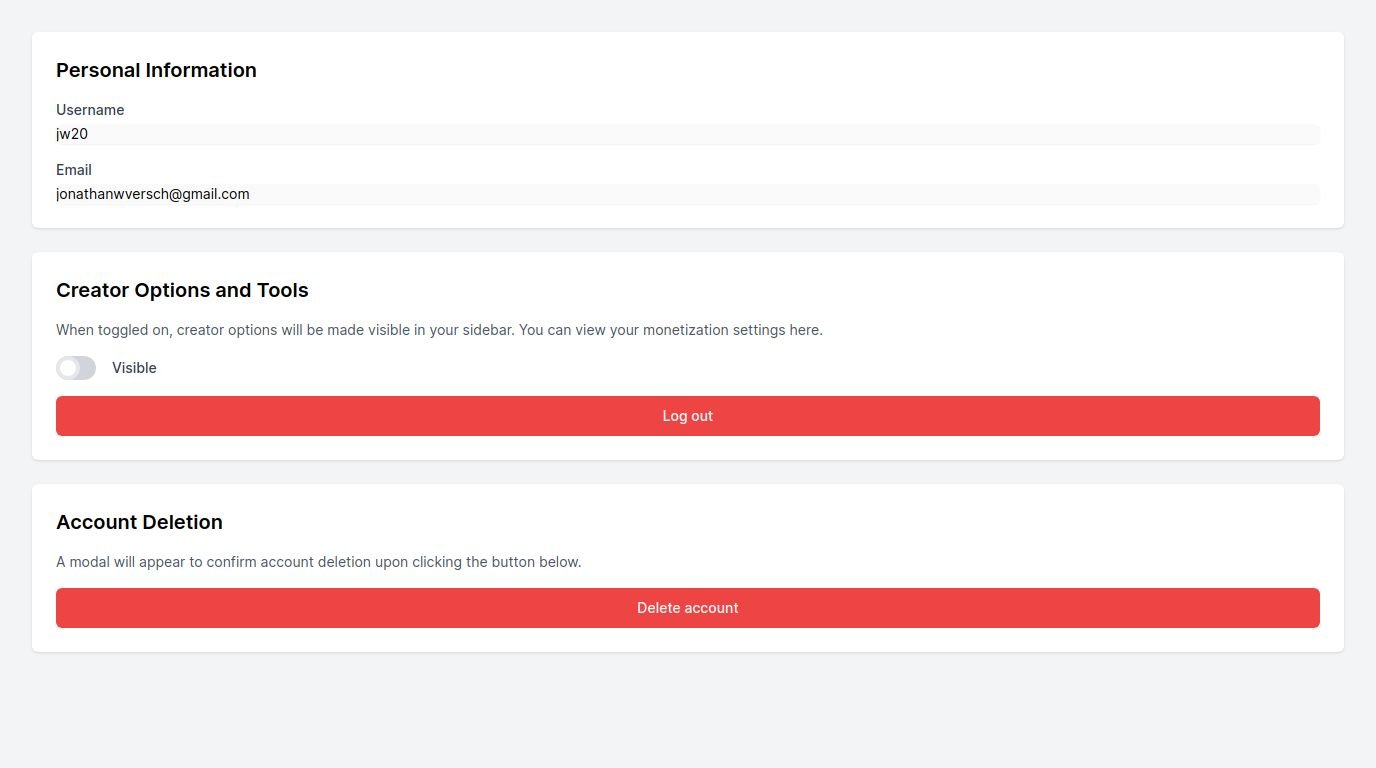 Personal Information
Username
jw20
Email
jonathanwversch@gmail.com
Creator Options and Tools
When toggled on, creator options will be made visible in your sidebar. You can view your monetization settings here.
Visible
Log out
Account Deletion
A modal will appear to confirm account deletion upon clicking the button below.
Delete account